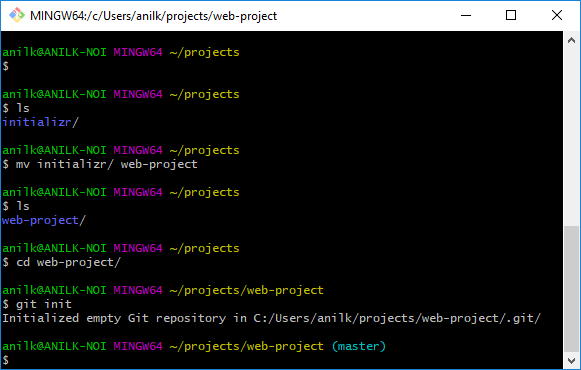 MINGW64:/c/Users/anilk/projects/web-project
anilk@ANILK-NOI MINGW64 ~/projects
$
anilk@ANILK-NOI MINGW64 ~/projects
$ ls
initializr/
anilk@ANILK-NOI MINGW64 ~/projects
$ mv initializr/ web-project
anilk@ANILK-NOI MINGW64 ~/projects
$ ls
web-project/
anilk@ANILK-NOI MINGW64 ~/projects
$ cd web-project/
anilk@ANILK-NOI MINGW64 ~/projects/web-project
$ git init
Initialized empty Git repository in C:/Users/anilk/projects/web-project/.git/
anilk@ANILK-NOI MINGW64 ~/projects/web-project (master)
$